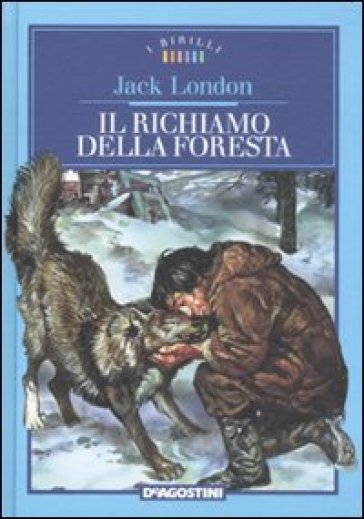 I BIRILLI
Jack London
IL RICHIAMO
DELLA FORESTA
DEAGOSTINI